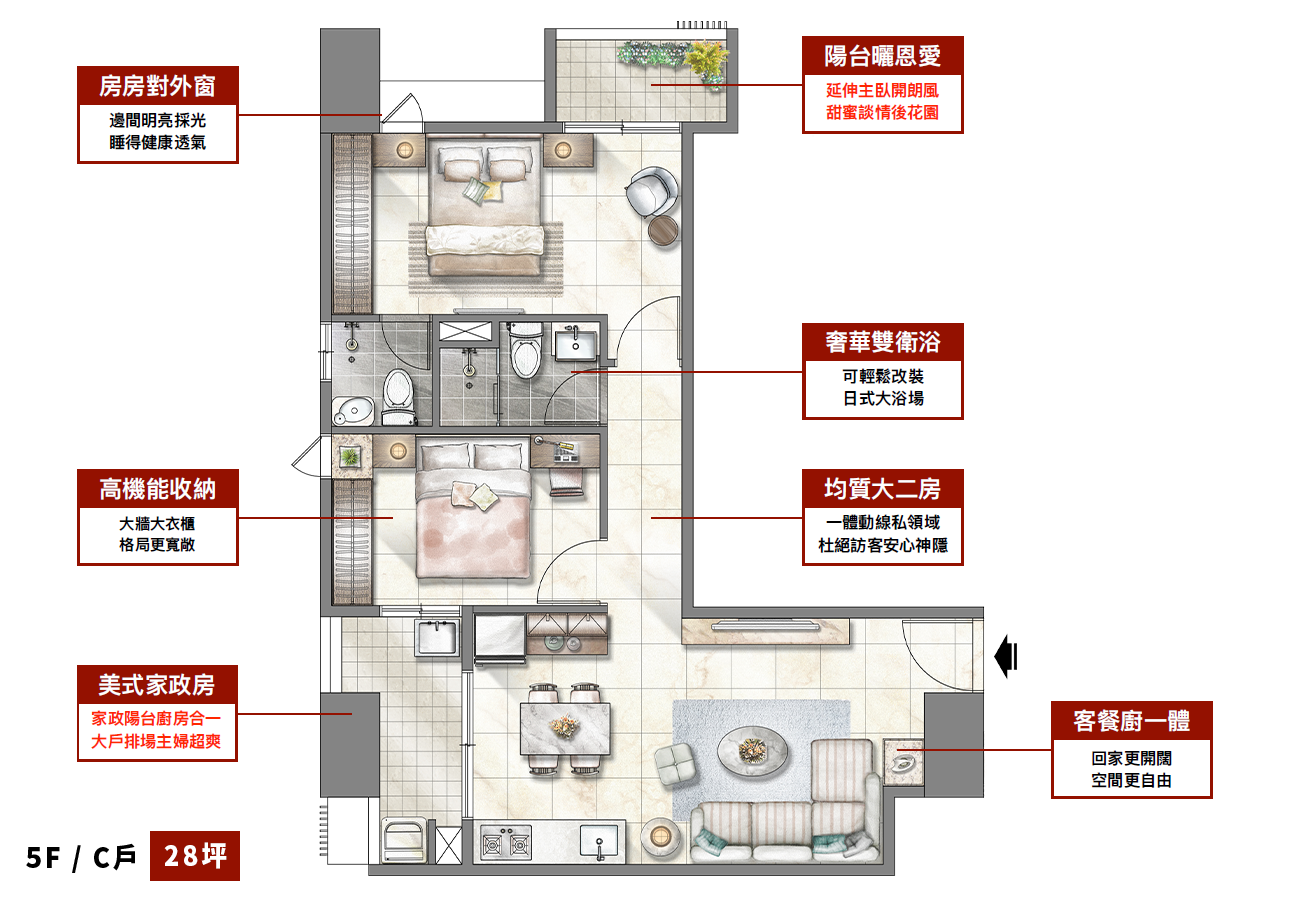 房房對外窗
邊間明亮採光
睡得健康透氣
陽台曬恩愛
延伸主臥開朗風
甜蜜談情後花園
奢華雙衛浴
可輕鬆改裝
日式大浴場
高機能收納
大牆大衣櫃
格局更寬敞
均質大二房
一體動線私領域
杜絕訪客安心神隱
美式家政房
家政陽台廚房合一
大戶排場主婦超爽
客餐廚一體
回家更開闊
空間更自由
5F / C戶 28坪